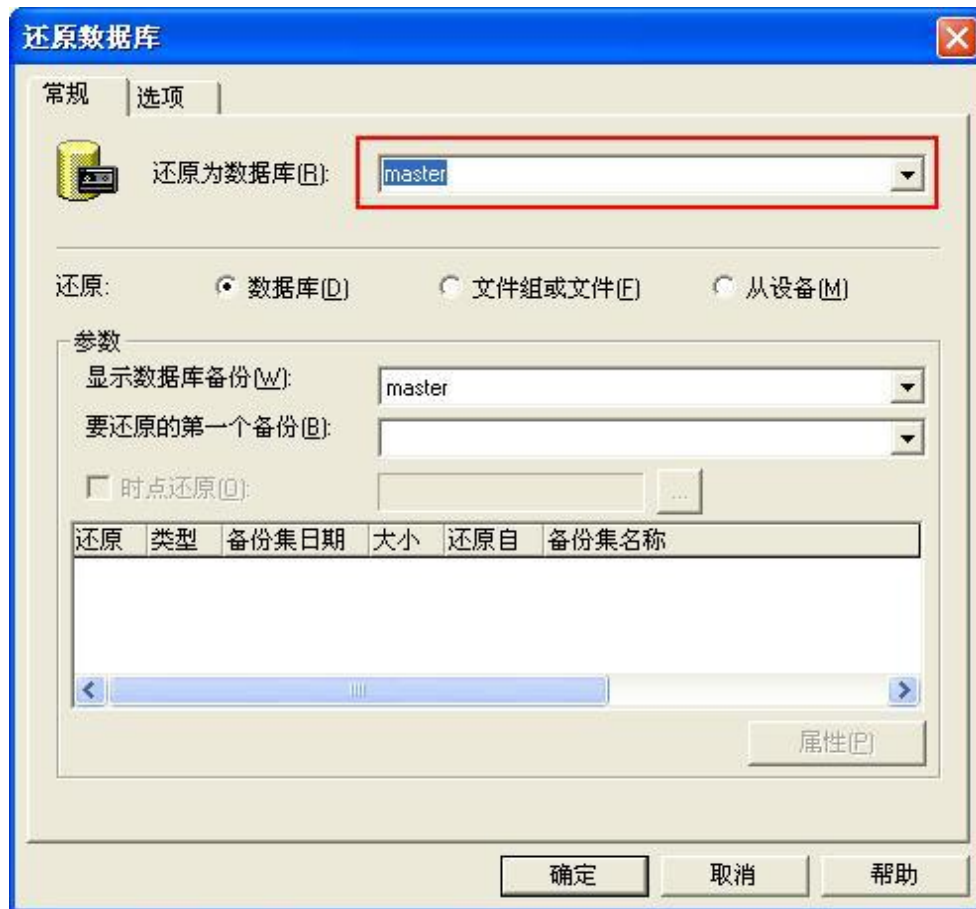 还原数据库
常规 选项
还原为数据库(R): master
还原: 数据库(D) 文件组或文件(F) 从设备(M)
参数
显示数据库备份(W): master
要还原的第一个备份(B):
时点还原(O): ...
还原 类型 备份集日期 大小 还原自 备份集名称
属性(P)
确定 取消 帮助